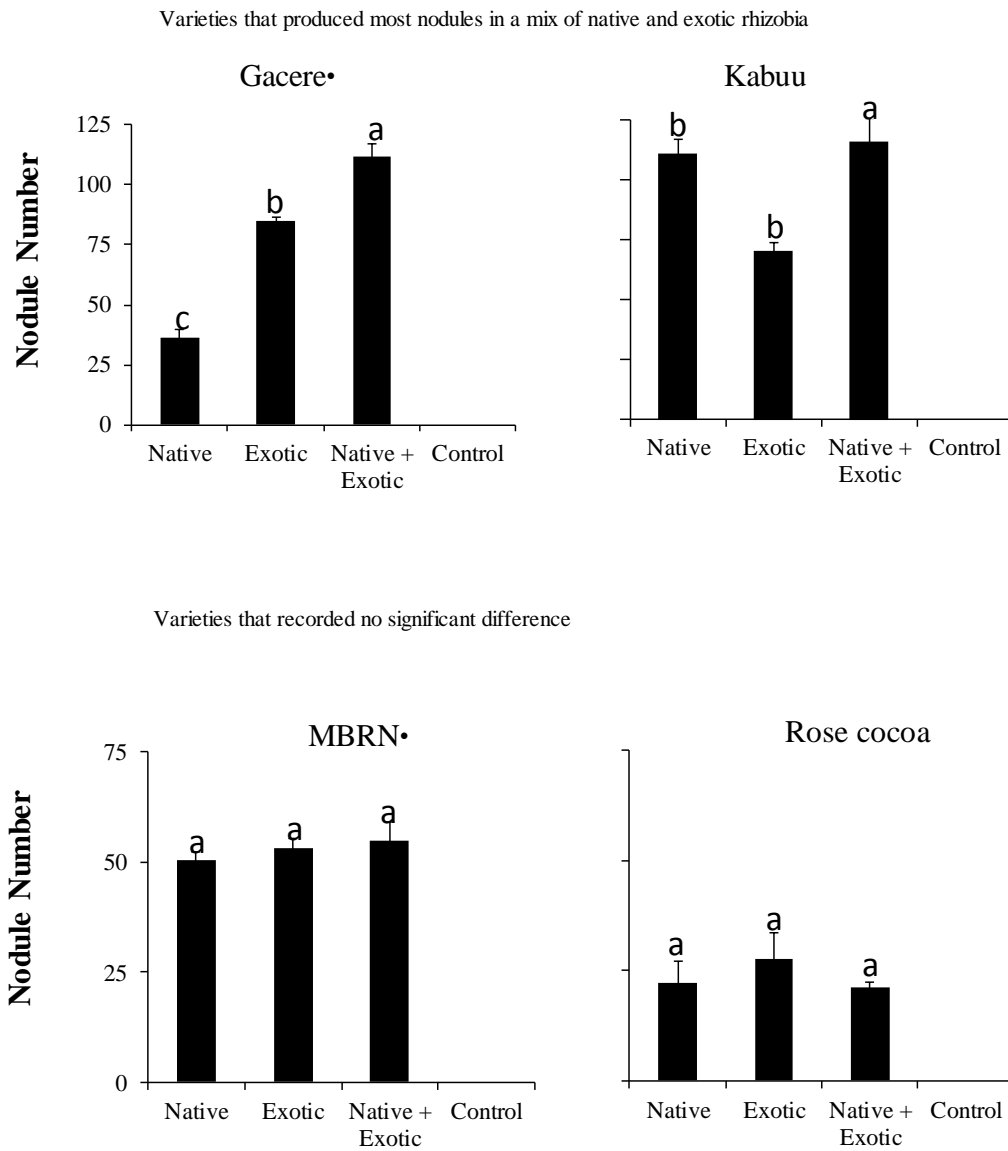 Varieties that produced most nodules in a mix of native and exotic rhizobia
Gacere•
Kabuu
Nodule Number
125
100
75
50
25
0
c
b
a
b
b
a
Native Exotic Native + Control
Exotic
Native Exotic Native + Control
Exotic
Varieties that recorded no significant difference
MBRN•
Rose cocoa
Nodule Number
75
50
25
0
a
a
a
a
a
a
Native Exotic Native + Control
Exotic
Native Exotic Native + Control
Exotic